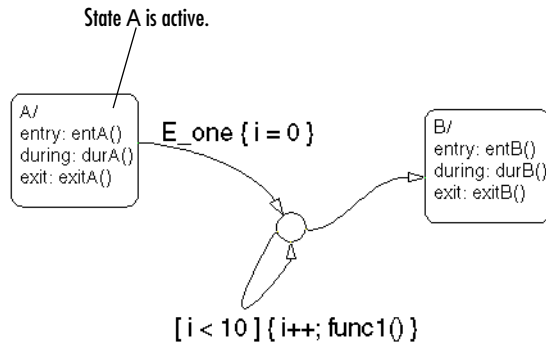 State A is active.
A/
entry: entA()
during: durA()
exit: exitA()
E_one { i = 0 }
B/
entry: entB()
during: durB()
exit: exitB()
[ i < 10 ] { i++; func1() }